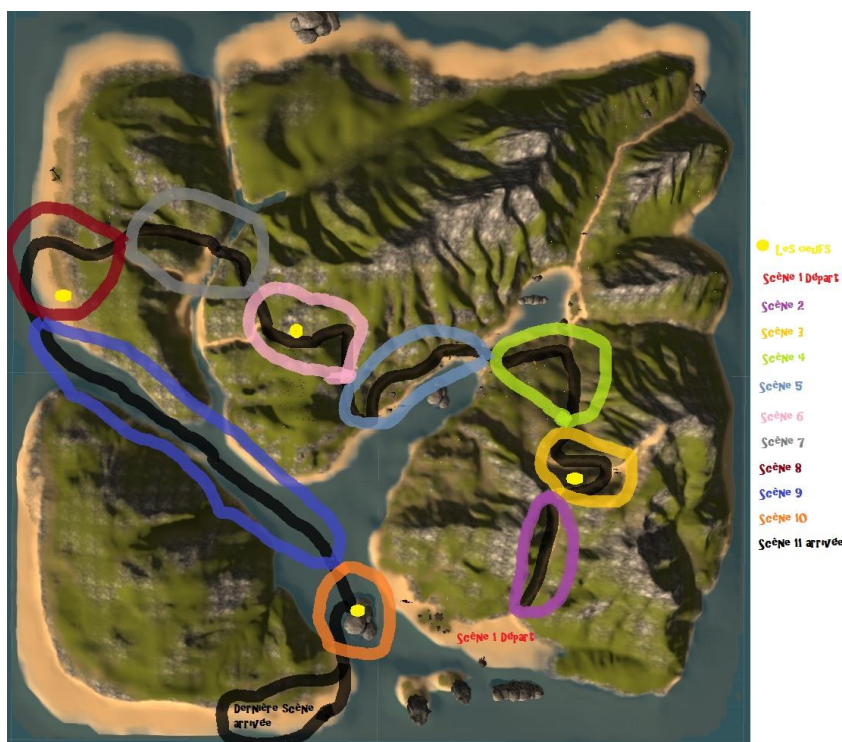 Les oeufs
Scène 1 Départ
Scène 2
Scène 3
Scène 4
Scène 5
Scène 6
Scène 7
Scène 8
Scène 9
Scène 10
Scène 11 arrivée
Scène 1 Départ
Dernière Scène
arrivée